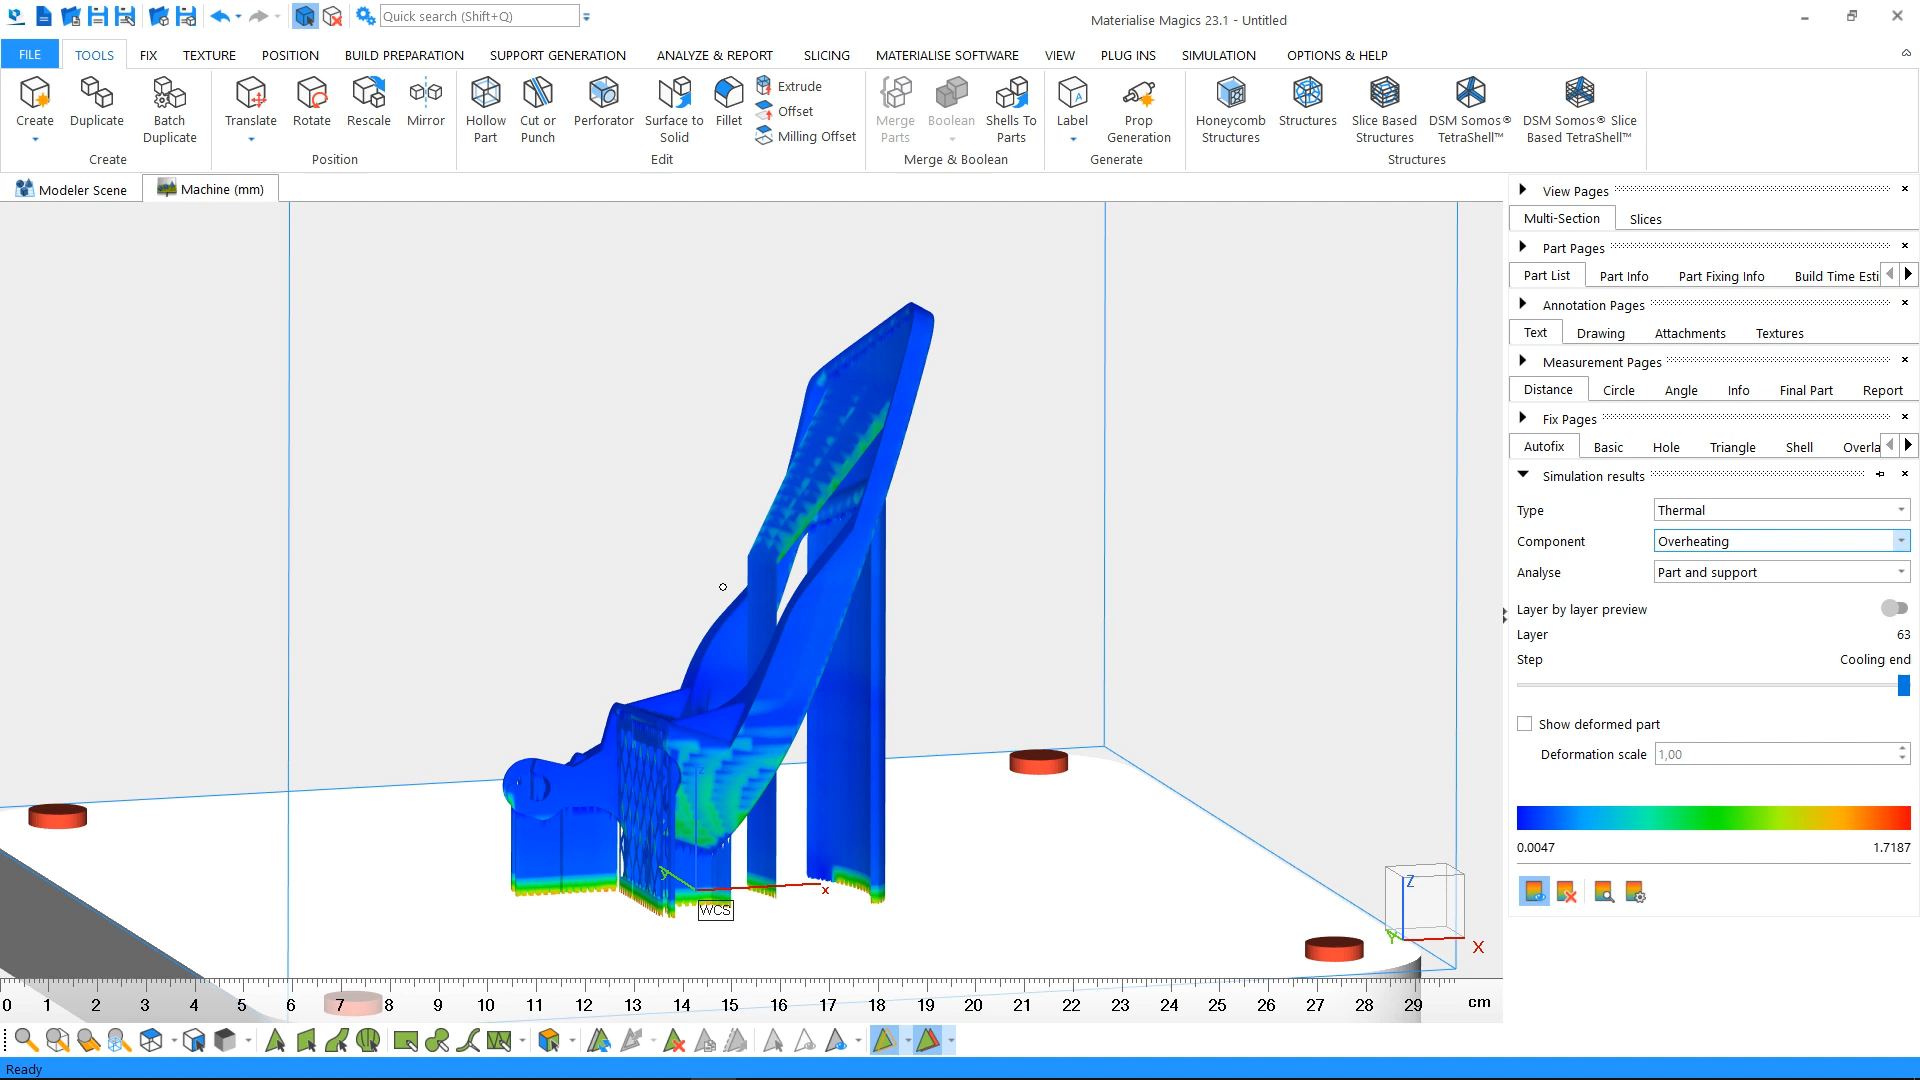 Quick search (Shift+Q)
Materialise Magics 23.1 - Untitled
FILE TOOLS FIX TEXTURE POSITION BUILD PREPARATION SUPPORT GENERATION ANALYZE & REPORT SLICING MATERIALISE SOFTWARE VIEW PLUG INS SIMULATION OPTIONS & HELP
Create Duplicate Batch Duplicate
Create
Translate Rotate Rescale Mirror
Position
Hollow Part Cut or Punch Perforator Surface to Solid Fillet
Extrude
Offset
Milling Offset
Edit
Merge Parts Boolean Shells To Parts
Merge & Boolean
Label Prop Generation
Generate
Honeycomb Structures Structures Slice Based Structures DSM Somos® TetraShell™ DSM Somos® Slice Based TetraShell™
Structures
Modeler Scene Machine (mm)
View Pages
Multi-Section Slices
Part Pages
Part List Part Info Part Fixing Info Build Time Esti
Annotation Pages
Text Drawing Attachments Textures
Measurement Pages
Distance Circle Angle Info Final Part Report
Fix Pages
Autofix Basic Hole Triangle Shell Overla
Simulation results
Type Thermal
Component Overheating
Analyse Part and support
Layer by layer preview
Layer 63
Step Cooling end
Show deformed part
Deformation scale 1,00
0.0047 1.7187
z
y
x
WCS
Z
Y
X
0 1 2 3 4 5 6 7 8 9 10 11 12 13 14 15 16 17 18 19 20 21 22 23 24 25 26 27 28 29 cm
Ready